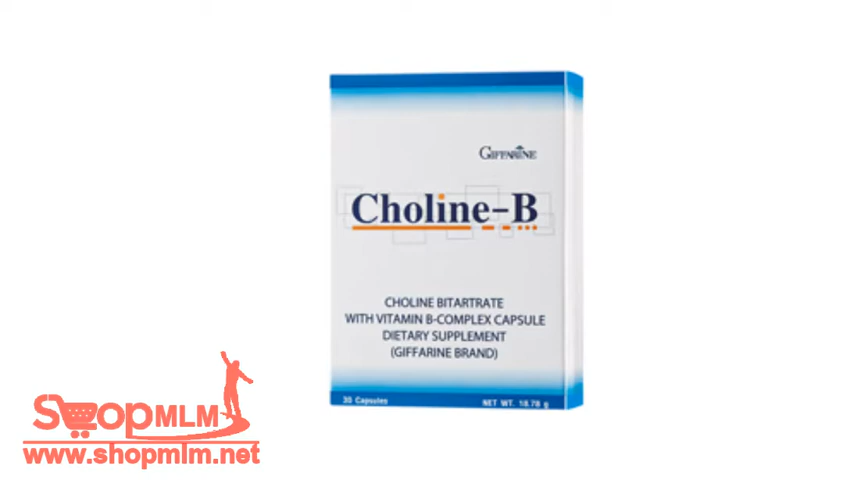 GIFFARINE
Choline-B
CHOLINE BITARTRATE
WITH VITAMIN B-COMPLEX CAPSULE
DIETARY SUPPLEMENT
(GIFFARINE BRAND)
30 Capsules NET WT. 18.78 g
ShopMLM
www.shopmlm.net